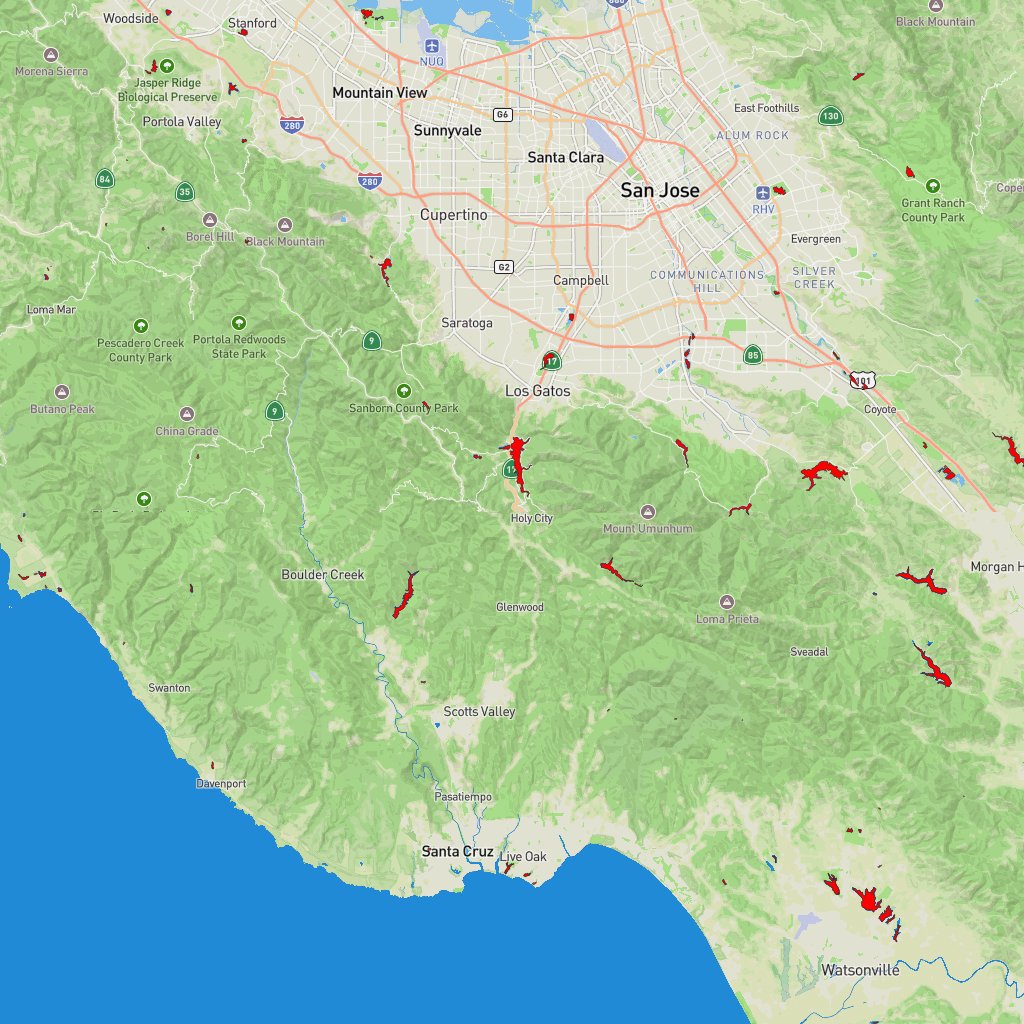 880
Black Mountain
Woodside
Stanford
NUQ
Morena Sierra
Jasper Ridge
Biological Preserve
Mountain View
G6
East Foothills
130
Portola Valley
280
Sunnyvale
ALUM ROCK
Santa Clara
84
35
280
San Jose
RHV
Grant Ranch
County Park
Cope
Cupertino
Borel Hill
Black Mountain
Evergreen
G2
COMMUNICATIONS
HILL
SILVER
CREEK
Campbell
Loma Mar
Saratoga
Pescadero Creek
County Park
Portola Redwoods
State Park
9
17
85
101
Butano Peak
Los Gatos
Sanborn County Park
Coyote
China Grade
9
17
Holy City
Mount Umunhum
Boulder Creek
Morgan H
Glenwood
Loma Prieta
Sveadal
Swanton
Scotts Valley
Davenport
Pasatiempo
Santa Cruz
Live Oak
Watsonville